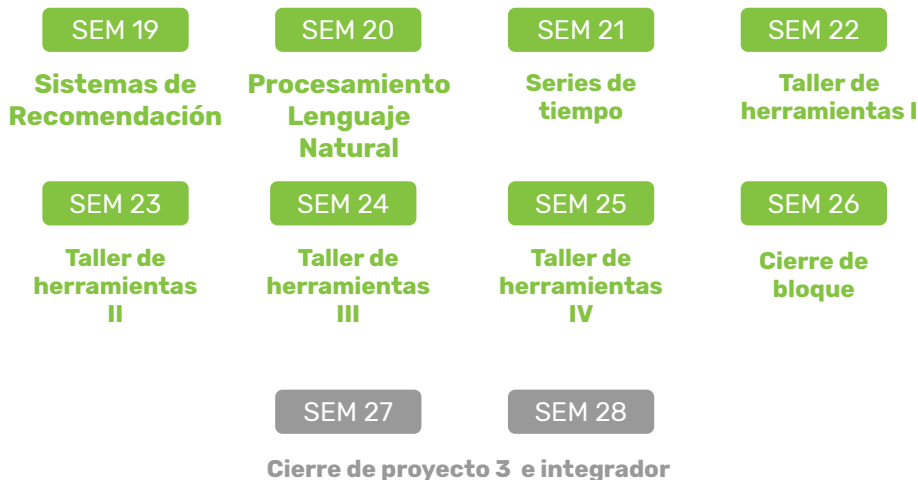 SEM 19
SEM 20
SEM 21
SEM 22
Sistemas de
Recomendación
Procesamiento
Lenguaje
Natural
Series de
tiempo
Taller de
herramientas I
SEM 23
SEM 24
SEM 25
SEM 26
Taller de
herramientas
II
Taller de
herramientas
III
Taller de
herramientas
IV
Cierre de
bloque
SEM 27
SEM 28
Cierre de proyecto 3 e integrador